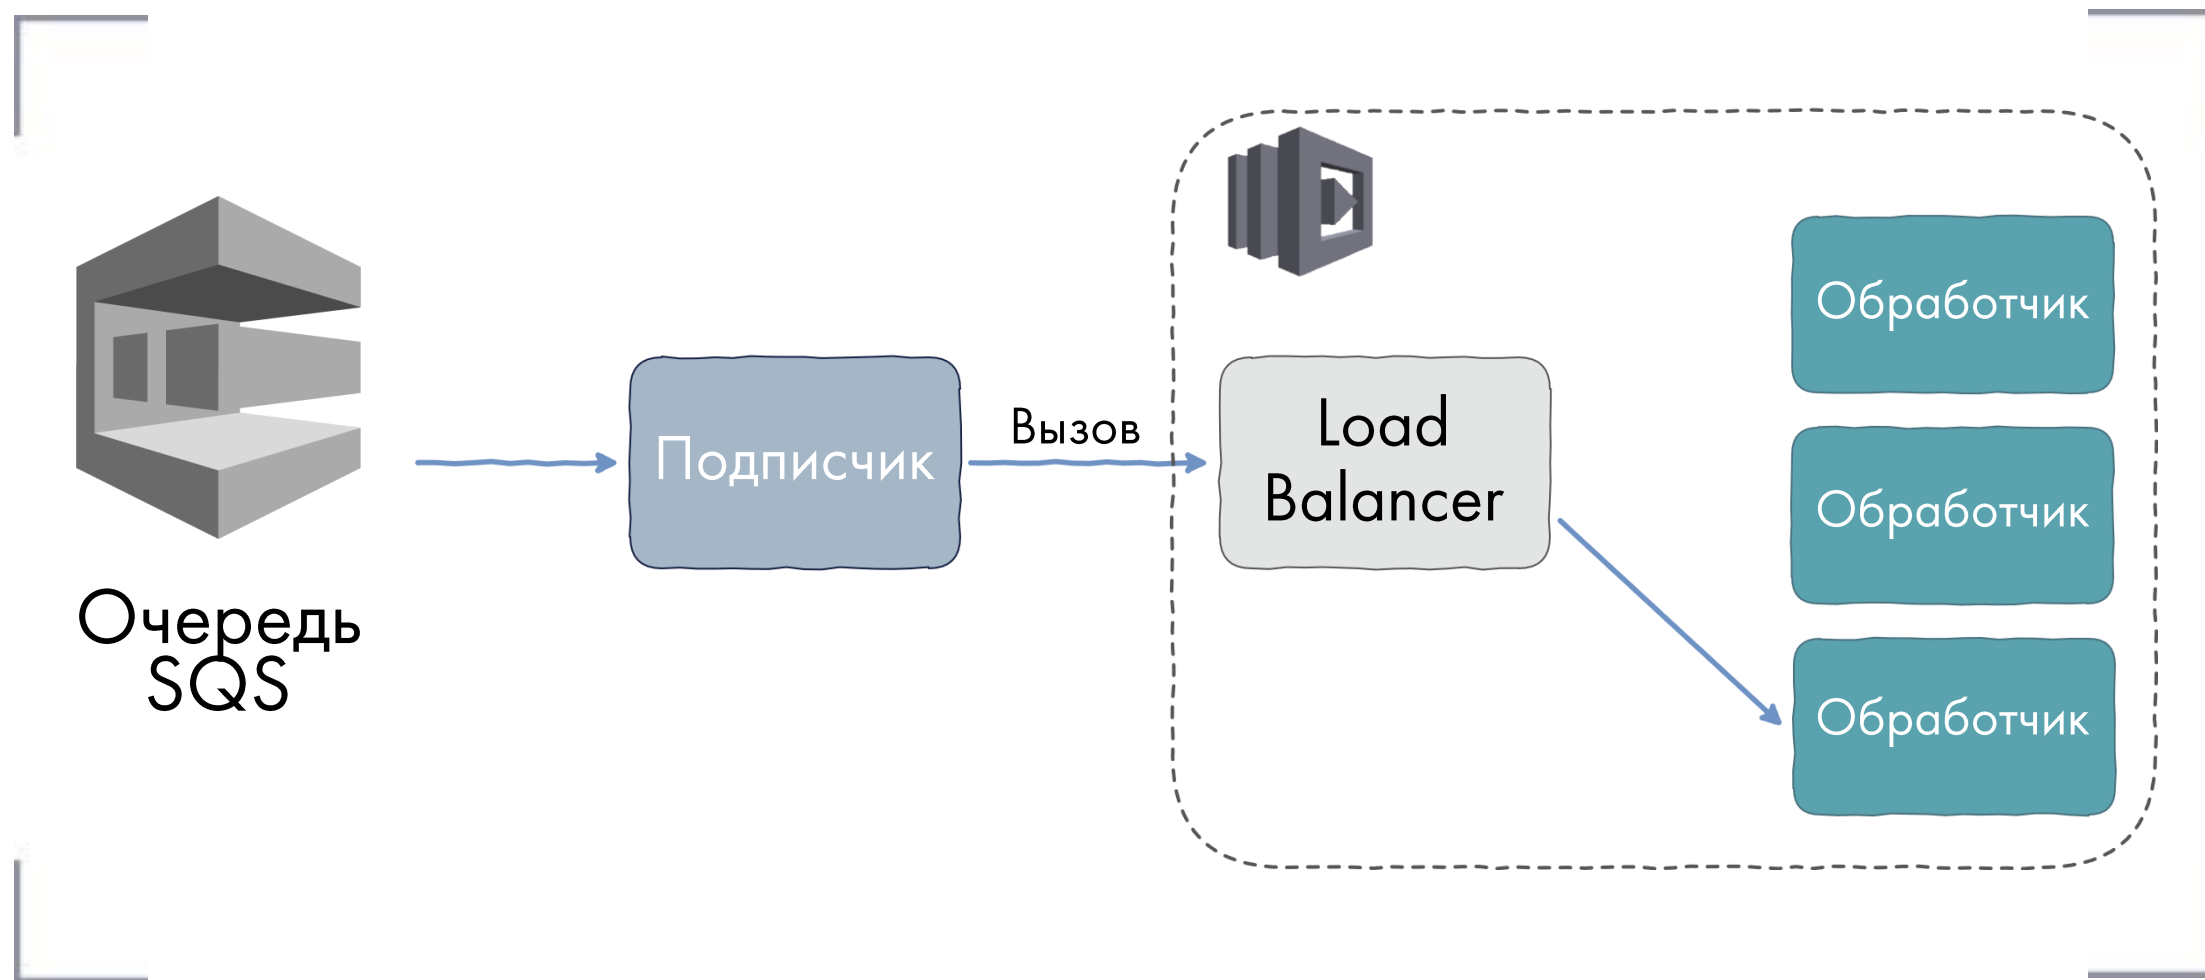 Очередь
SQS
Подписчик
Вызов
Load
Balancer
Обработчик
Обработчик
Обработчик